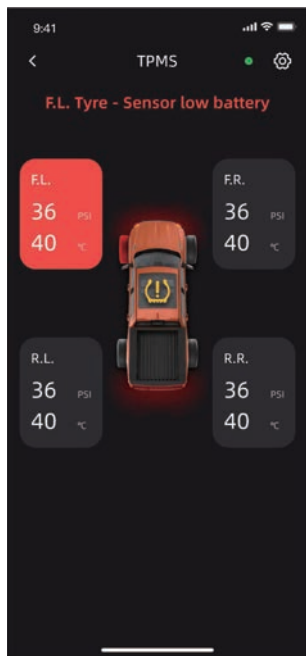 9:41
TPMS
F.L. Tyre - Sensor low battery
F.L.
36 PSI
40 ℃
F.R.
36 PSI
40 ℃
R.L.
36 PSI
40 ℃
R.R.
36 PSI
40 ℃